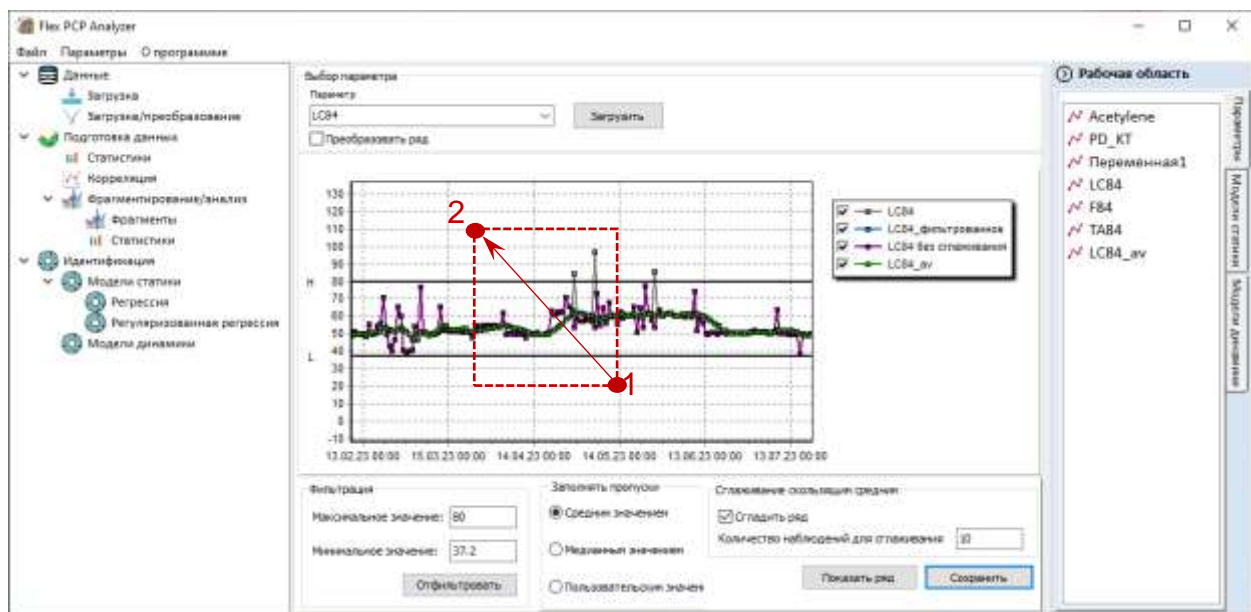 Flex PCP Analyzer
Файл Параметры О программе
Данные
Загрузка
Загрузка/преобразование
Подготовка данных
Статистики
Корреляция
Фрагментирование/анализ
Фрагменты
Статистики
Идентификация
Модели статики
Регрессия
Регуляризованная регрессия
Модели динамики
Выбор параметра
Параметр
LC84
Загрузить
Преобразовать ряд
130
120
110
100
90
H
80
70
60
50
L
30
20
10
0
-10
13.02.23 00:00 15.03.23 00:00 14.04.23 00:00 14.05.23 00:00 13.06.23 00:00 13.07.23 00:00
2
1
LC84
LC84_фильтрованное
LC84 без сглаживания
LC84_av
Фильтрация
Максимальное значение: 80
Минимальное значение: 37.2
Отфильтровать
Заполнять пропуски
Средним значением
Медианным значением
Пользовательским значен
Сглаживание скользящим средним
Сгладить ряд
Количество наблюдений для сглаживания 10
Показать ряд
Сохранить
Рабочая область
Acetylene
PD_KT
Переменная1
LC84
F84
TA84
LC84_av
Параметры
Модели статики
Модели динамики